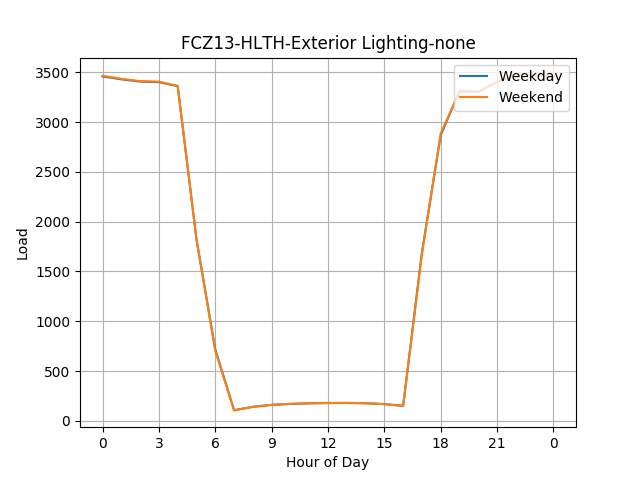 FCZ13-HLTH-Exterior Lighting-none
Weekday
Weekend
3500
3000
2500
2000
1500
1000
500
0
Load
0 3 6 9 12 15 18 21 0
Hour of Day